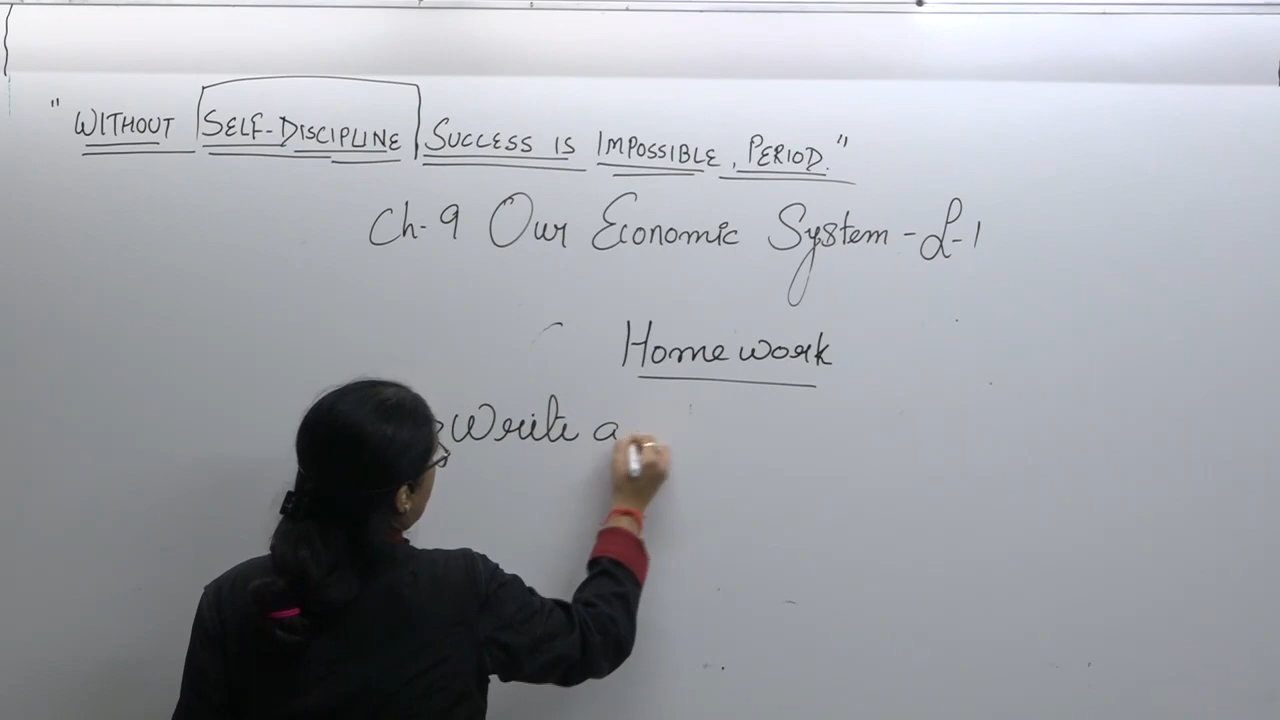 " WITHOUT SELF-DISCIPLINE SUCCESS IS IMPOSSIBLE, PERIOD."
Ch-9 Our Economic System - L-1
Homework
Write a